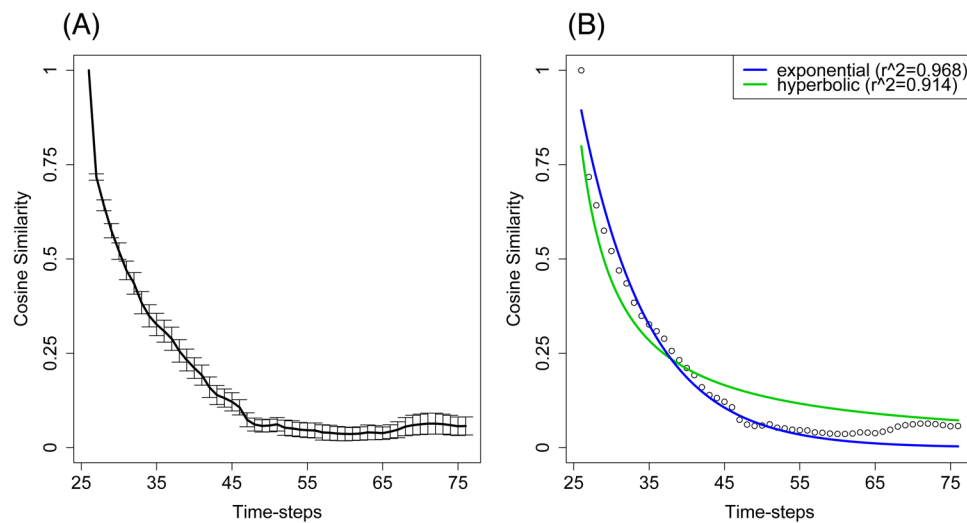 (A)
1
0.75
0.5
0.25
0
Cosine Similarity
25 35 45 55 65 75
Time-steps
(B)
exponential (r^2=0.968)
hyperbolic (r^2=0.914)
1
0.75
0.5
0.25
0
Cosine Similarity
25 35 45 55 65 75
Time-steps